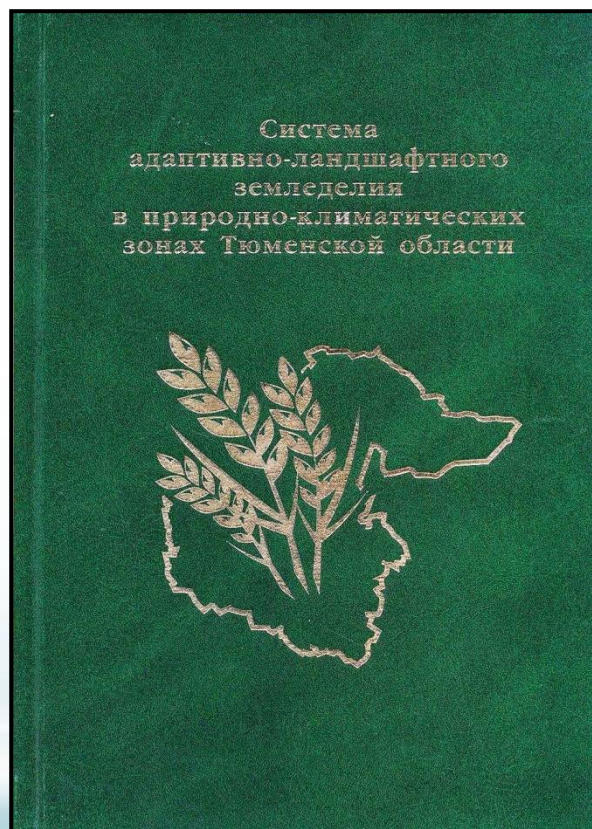 Система
адаптивно-ландшафтного
земледелия
в природно-климатических
зонах Тюменской области